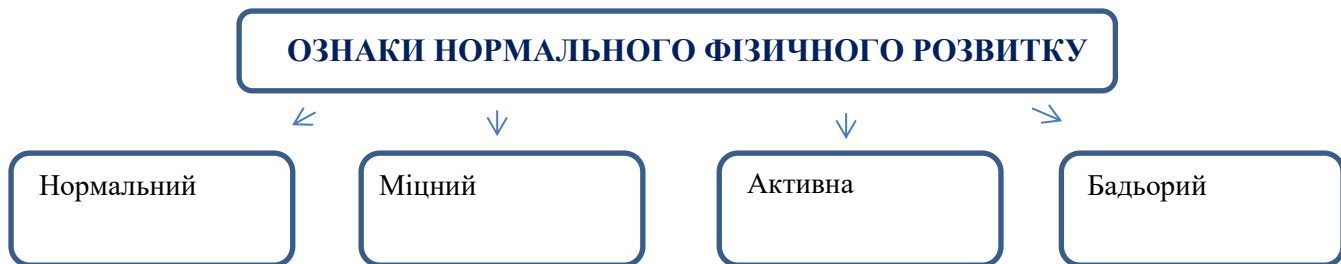 ОЗНАКИ НОРМАЛЬНОГО ФІЗИЧНОГО РОЗВИТКУ
Нормальний
Міцний
Активна
Бадьорий